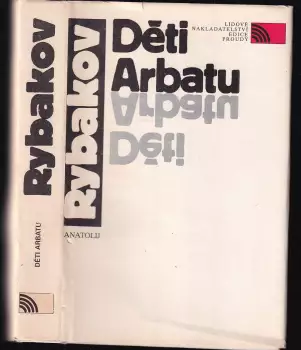 Rybakov
DĚTI ARBATU
LIDOVÉ
NAKLADATELSTVÍ
EDICE
PROUDY
Děti
Arbatu
Arbatu
Děti
Rybakov
ANATOLIJ